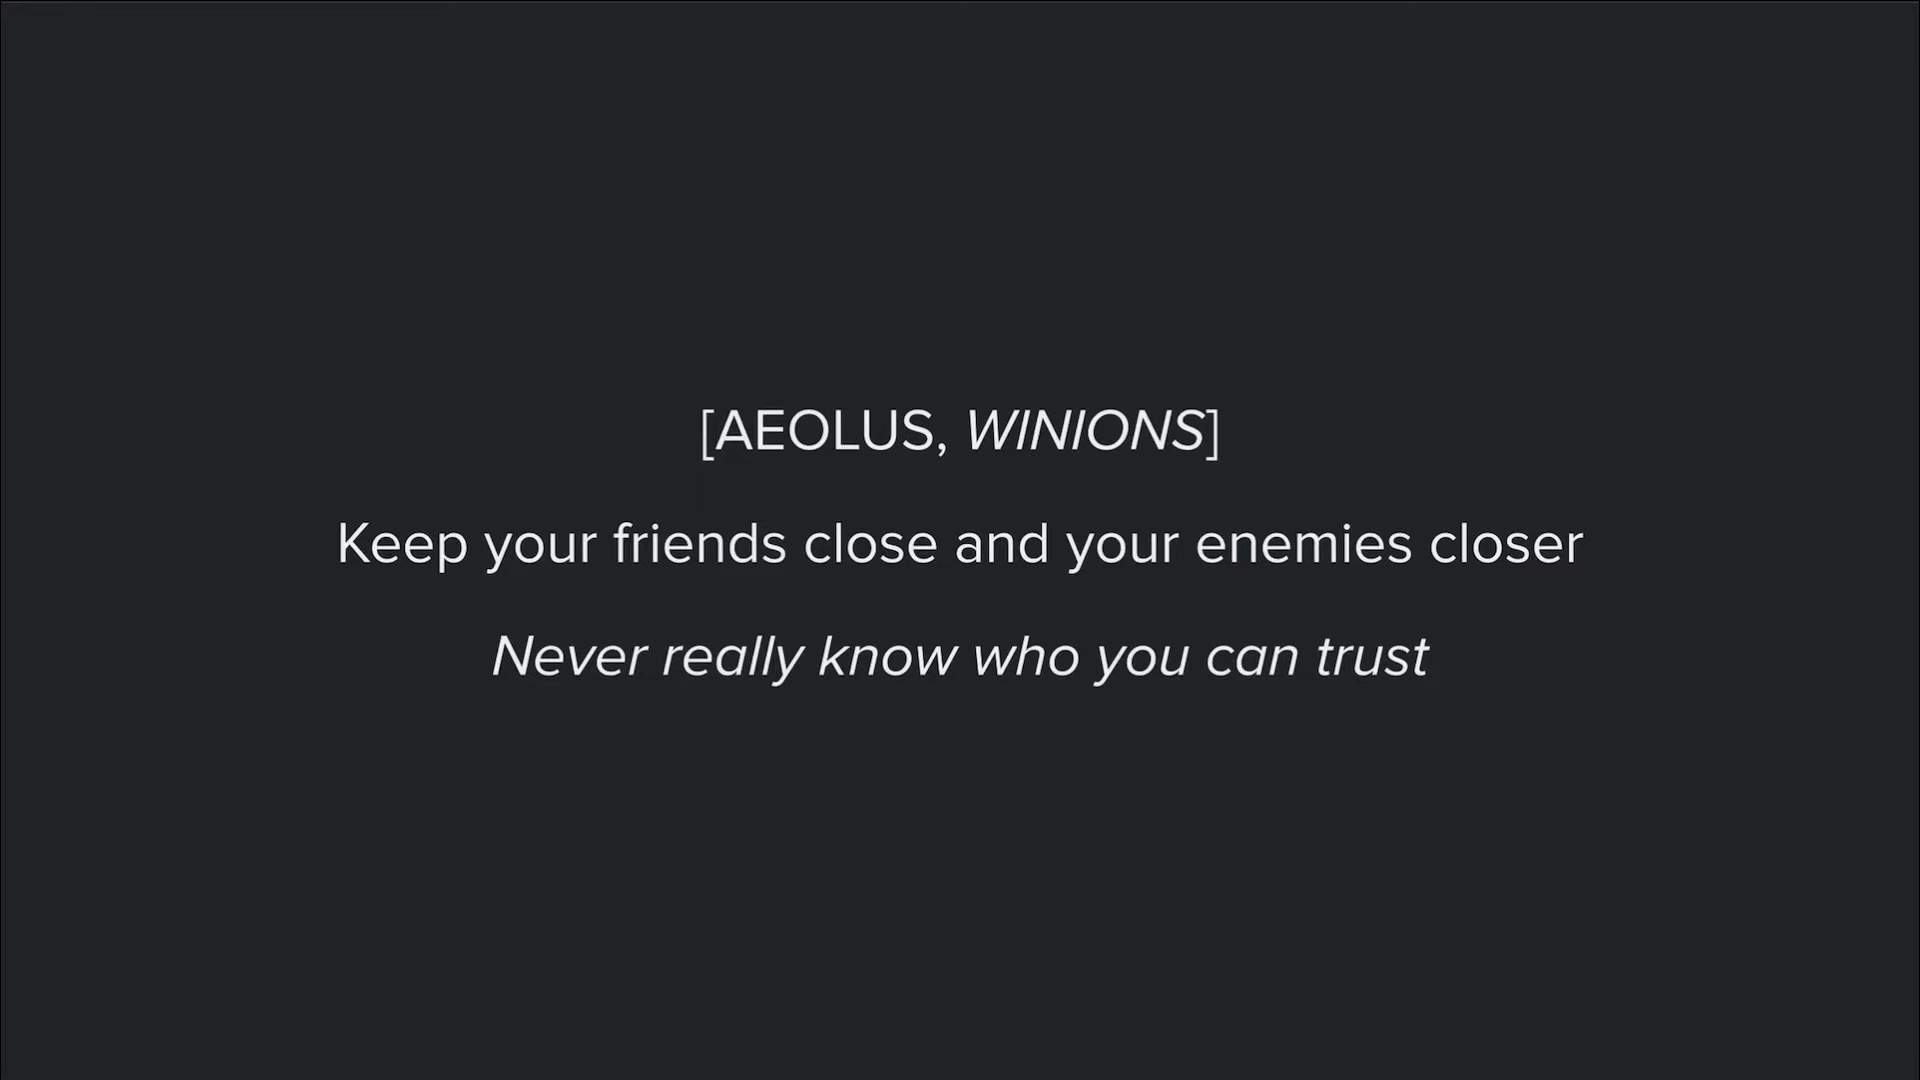 [AEOLUS, WINIONS]
Keep your friends close and your enemies closer
Never really know who you can trust